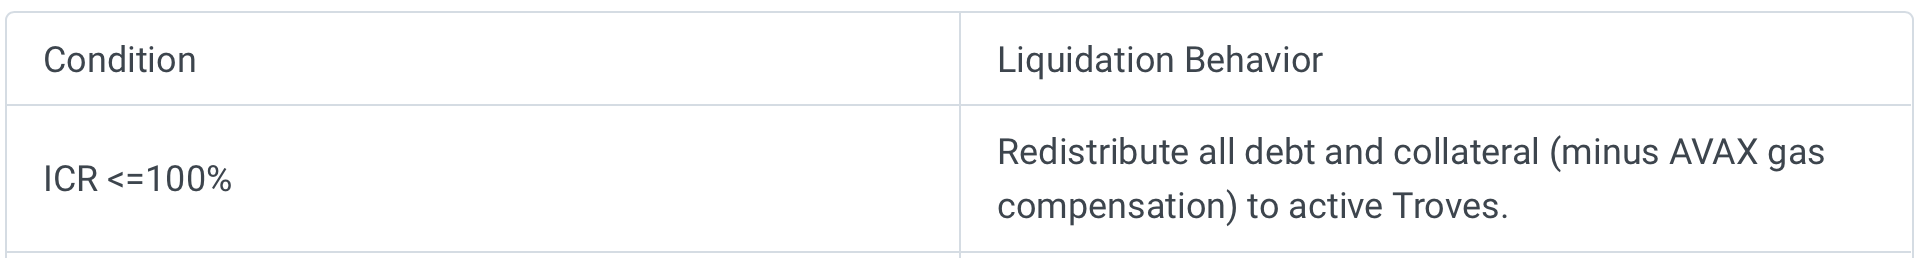 Condition
Liquidation Behavior
ICR <=100%
Redistribute all debt and collateral (minus AVAX gas
compensation) to active Troves.